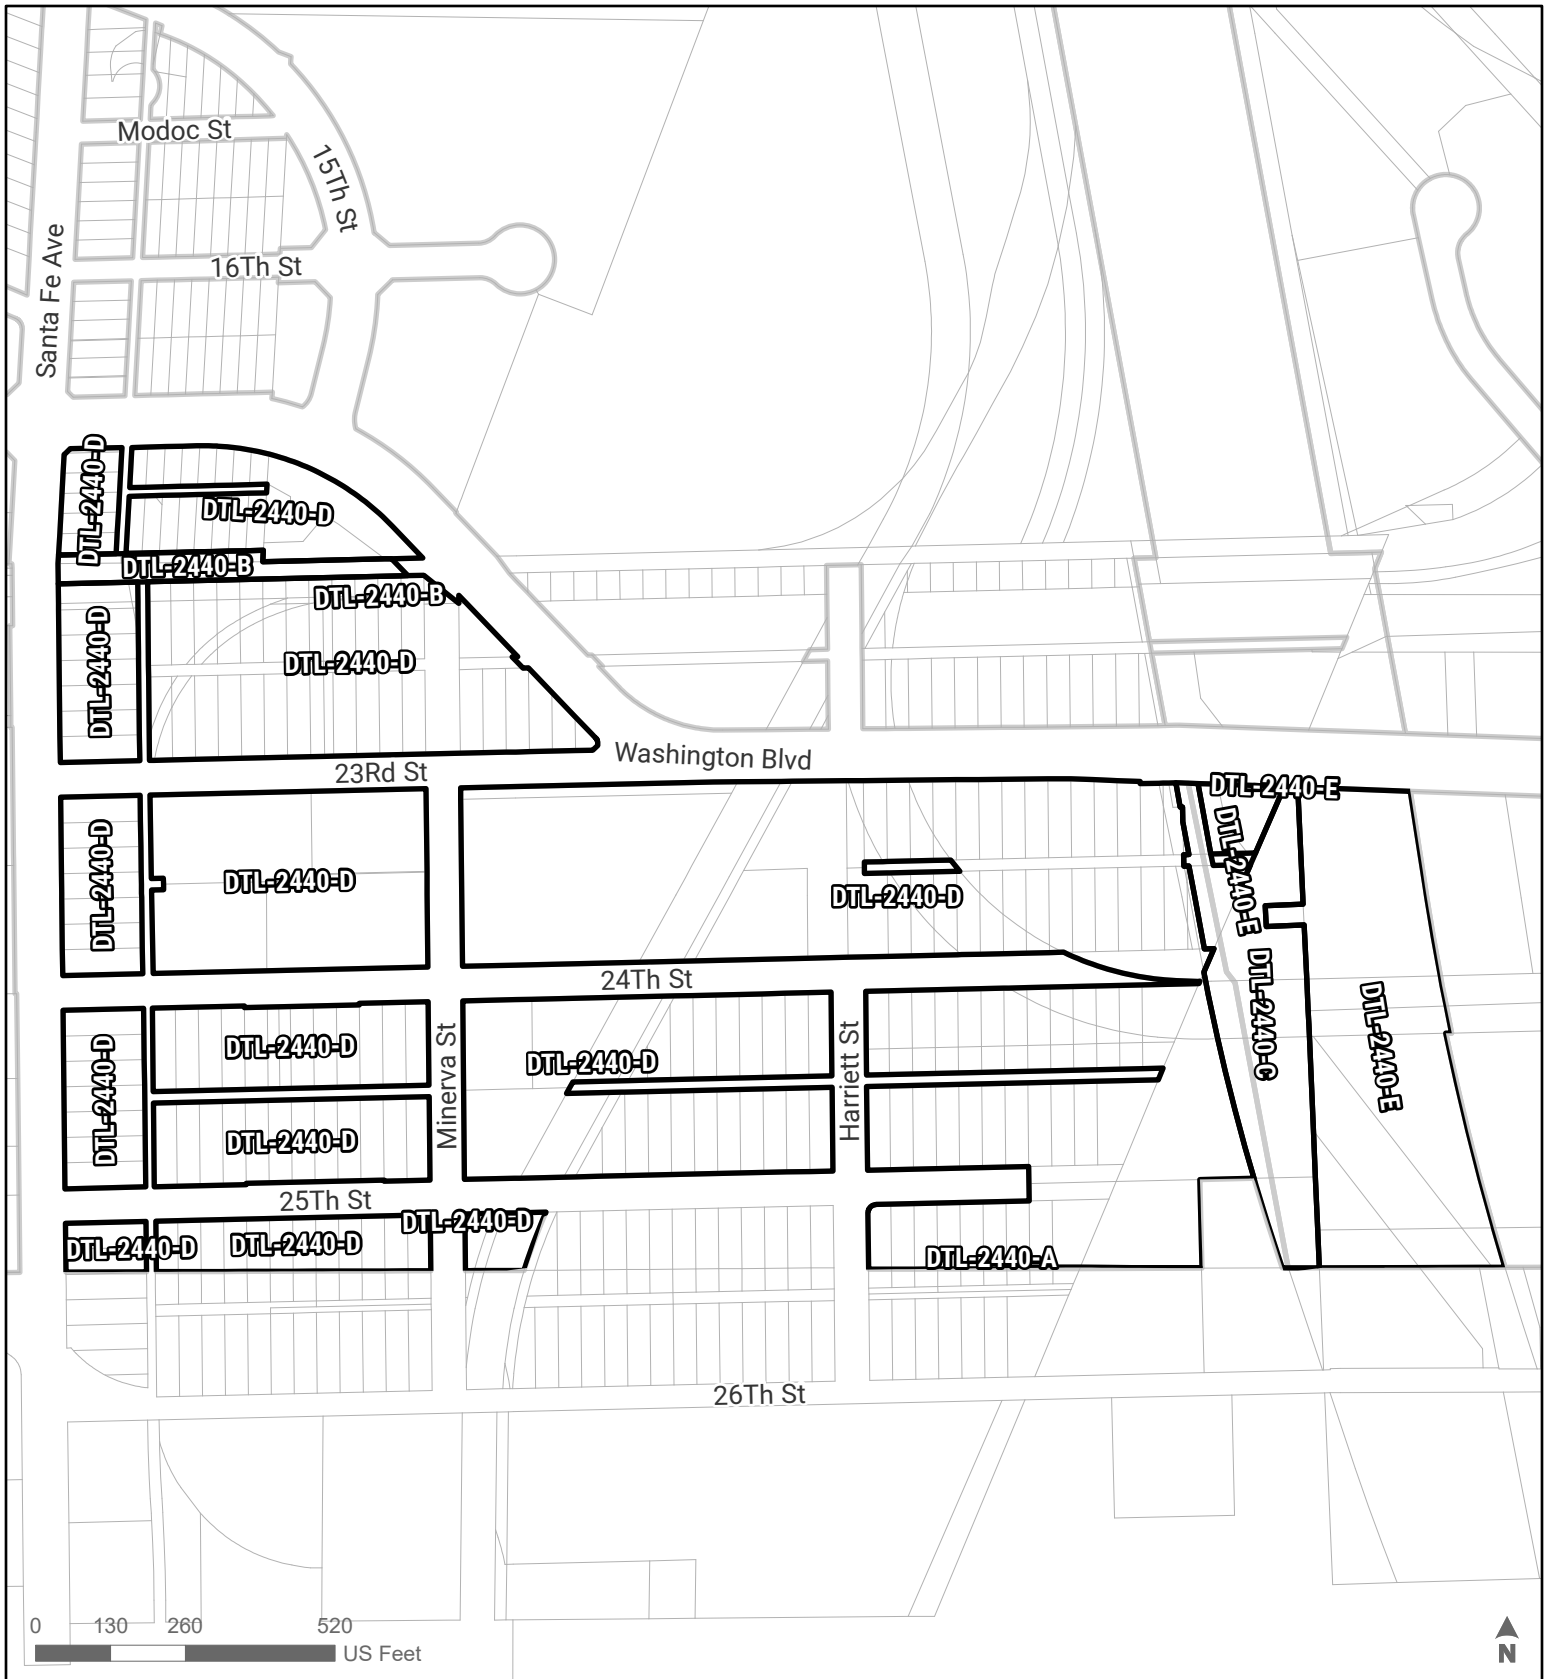 Modoc St
15Th St
Santa Fe Ave
16Th St
DTL-2440-D
DTL-2440-D
DTL-2440-B
DTL-2440-B
DTL-2440-D
DTL-2440-D
Washington Blvd
23Rd St
DTL-2440-E
DTL-2440-E
DTL-2440-E
DTL-2440-D
DTL-2440-D
DTL-2440-D
24Th St
DTL-2440-C
DTL-2440-E
Minerva St
Harriett St
DTL-2440-D
DTL-2440-D
DTL-2440-D
DTL-2440-D
25Th St
DTL-2440-D
DTL-2440-D
DTL-2440-D
DTL-2440-A
26Th St
0 130 260 520
US Feet
N